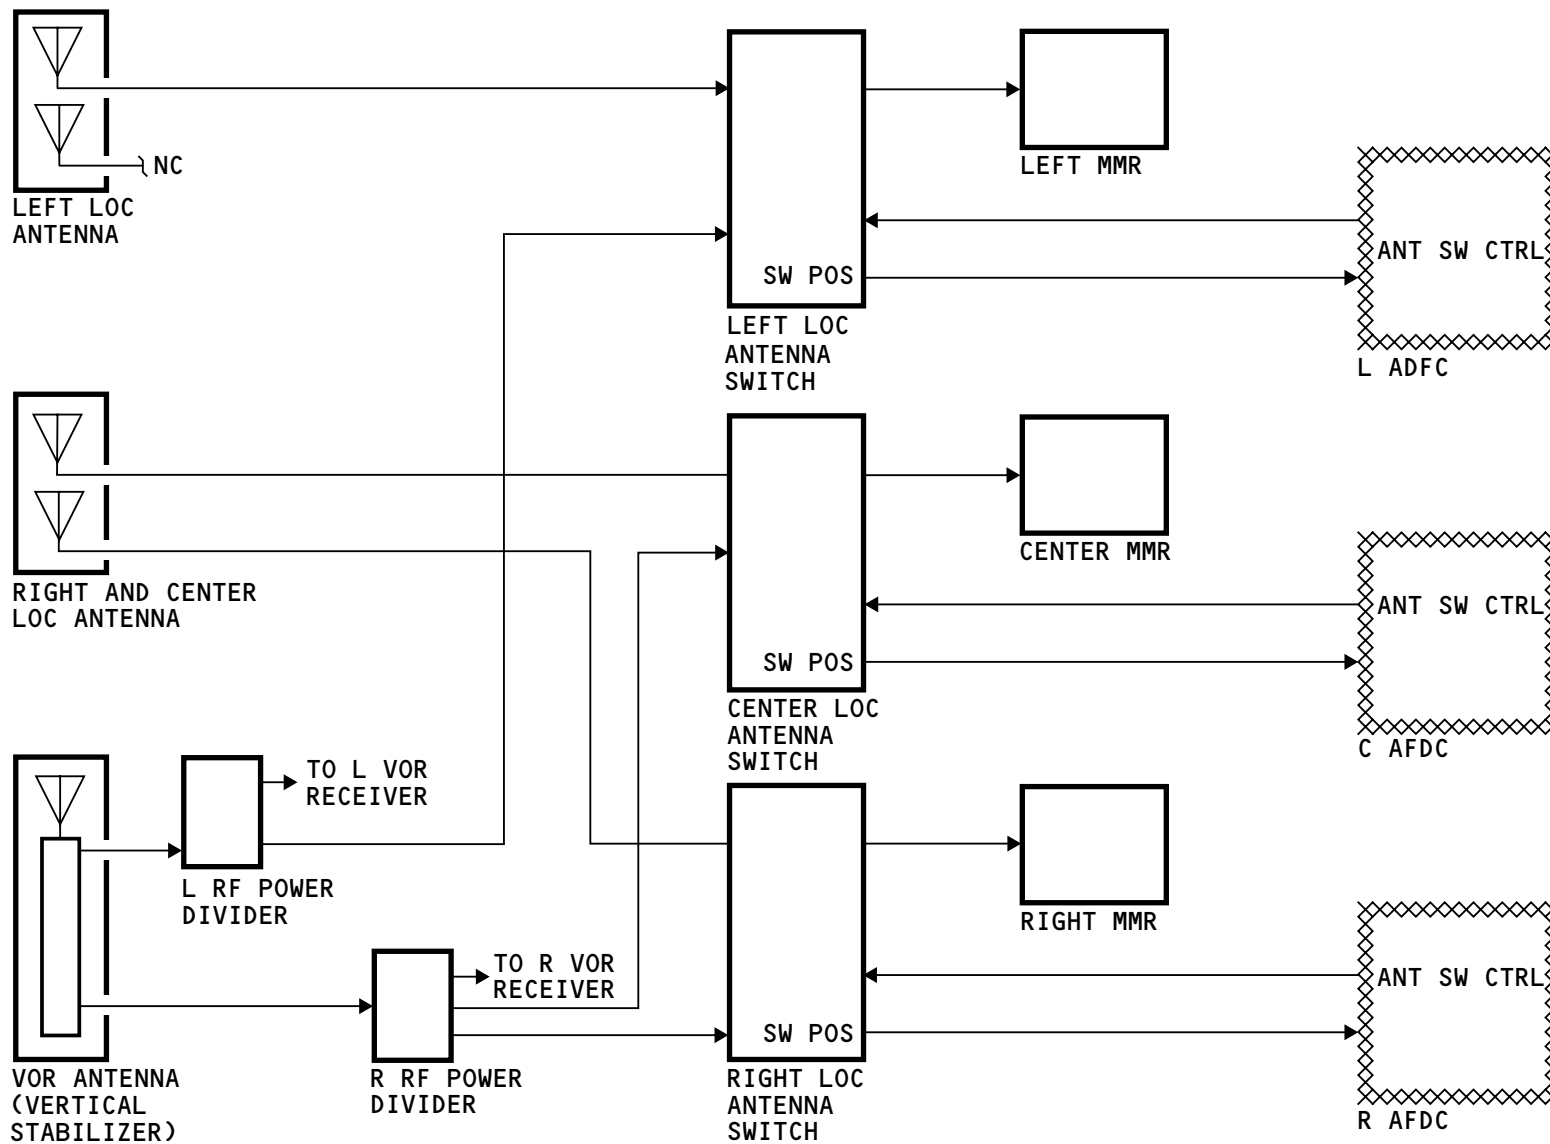 NC
LEFT LOC
ANTENNA
LEFT MMR
ANT SW CTRL
SW POS
LEFT LOC
ANTENNA
SWITCH
L ADFC
RIGHT AND CENTER
LOC ANTENNA
CENTER MMR
ANT SW CTRL
SW POS
CENTER LOC
ANTENNA
SWITCH
C AFDC
TO L VOR
RECEIVER
L RF POWER
DIVIDER
RIGHT MMR
TO R VOR
RECEIVER
ANT SW CTRL
SW POS
VOR ANTENNA
(VERTICAL
STABILIZER)
R RF POWER
DIVIDER
RIGHT LOC
ANTENNA
SWITCH
R AFDC